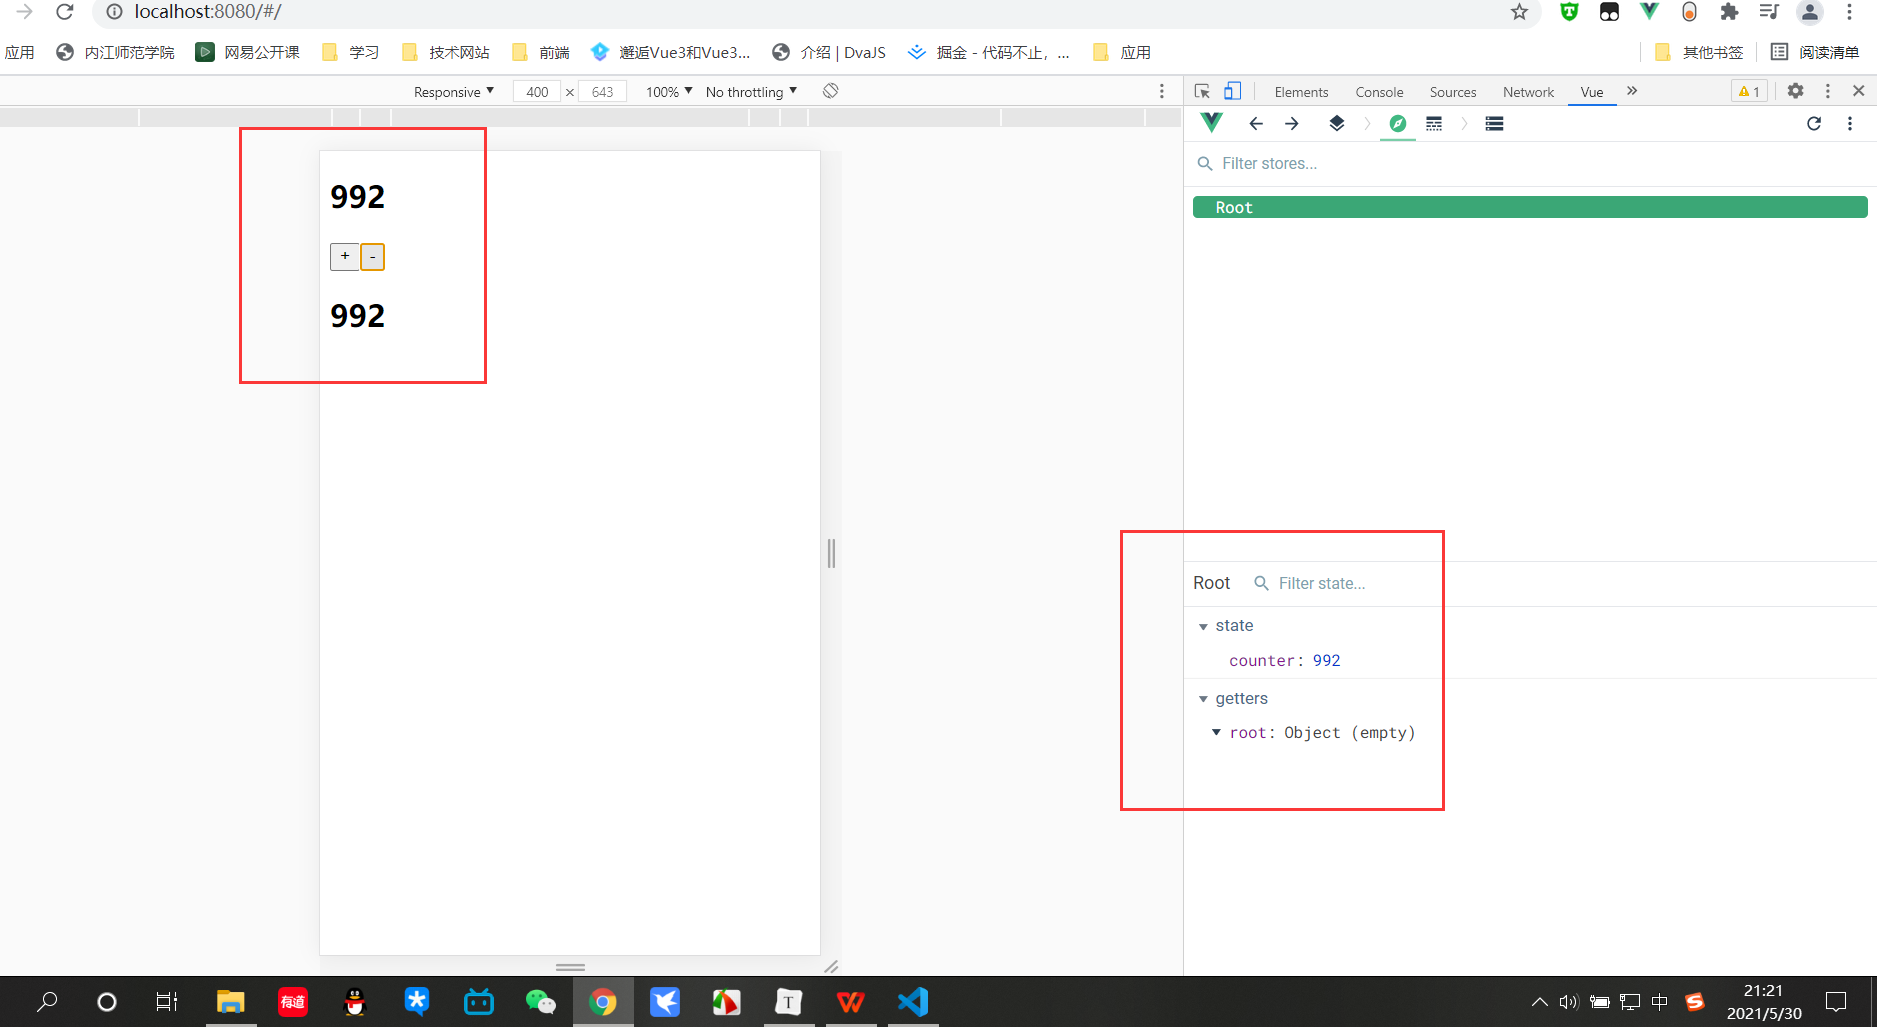 localhost:8080/#/
应用 内江师范学院 网易公开课 学习 技术网站 前端 邂逅Vue3和Vue3... 介绍 | DvaJS 掘金 - 代码不止，... 应用 其他书签 阅读清单
Responsive 400 × 643 100% No throttling
Elements Console Sources Network Vue » 1
Filter stores...
Root
992
+ -
992
Root Filter state...
state
counter: 992
getters
root: Object (empty)
有道
T
中
S
21:21
2021/5/30